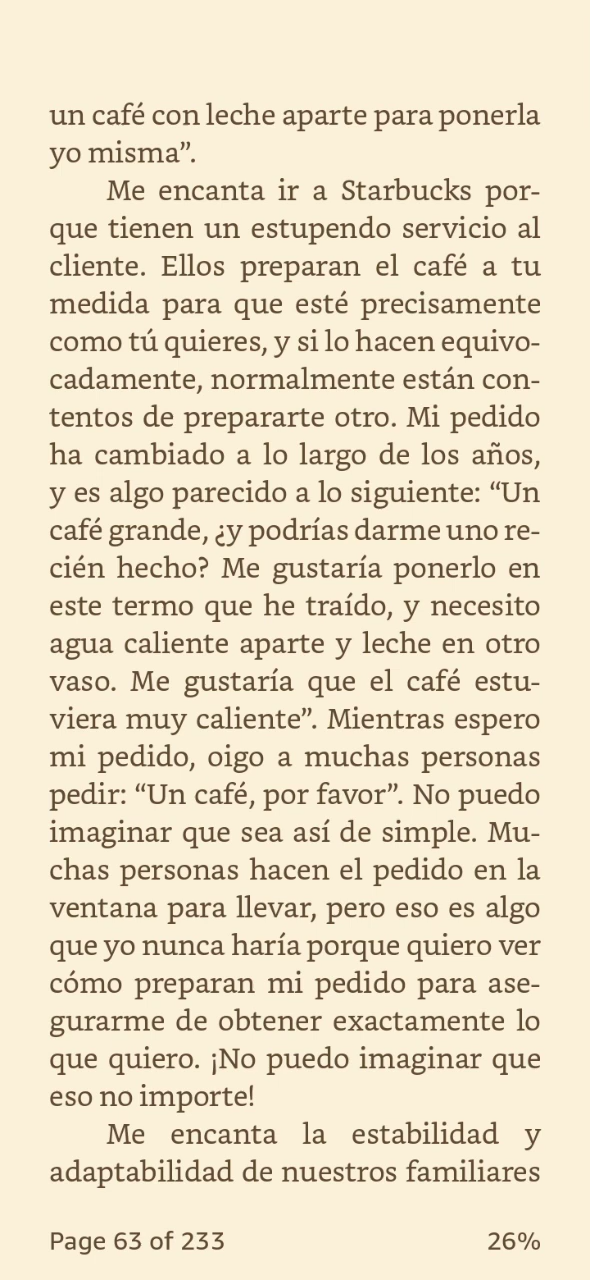 un café con leche aparte para ponerla
yo misma”.
Me encanta ir a Starbucks por-
que tienen un estupendo servicio al
cliente. Ellos preparan el café a tu
medida para que esté precisamente
como tú quieres, y si lo hacen equivo-
cadamente, normalmente están con-
tentos de prepararte otro. Mi pedido
ha cambiado a lo largo de los años,
y es algo parecido a lo siguiente: “Un
café grande, ¿y podrías darme uno re-
cién hecho? Me gustaría ponerlo en
este termo que he traído, y necesito
agua caliente aparte y leche en otro
vaso. Me gustaría que el café estu-
viera muy caliente”. Mientras espero
mi pedido, oigo a muchas personas
pedir: “Un café, por favor”. No puedo
imaginar que sea así de simple. Mu-
chas personas hacen el pedido en la
ventana para llevar, pero eso es algo
que yo nunca haría porque quiero ver
cómo preparan mi pedido para ase-
gurarme de obtener exactamente lo
que quiero. ¡No puedo imaginar que
eso no importe!
Me encanta la estabilidad y
adaptabilidad de nuestros familiares
Page 63 of 233
26%